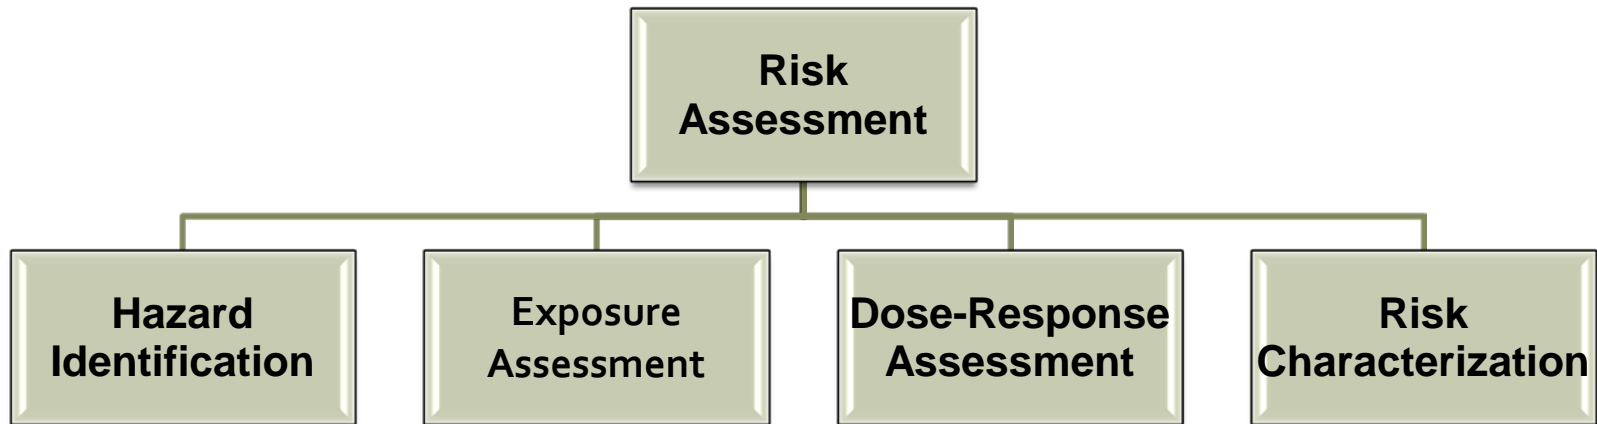 Risk
Assessment
Hazard
Identification
Exposure
Assessment
Dose-Response
Assessment
Risk
Characterization